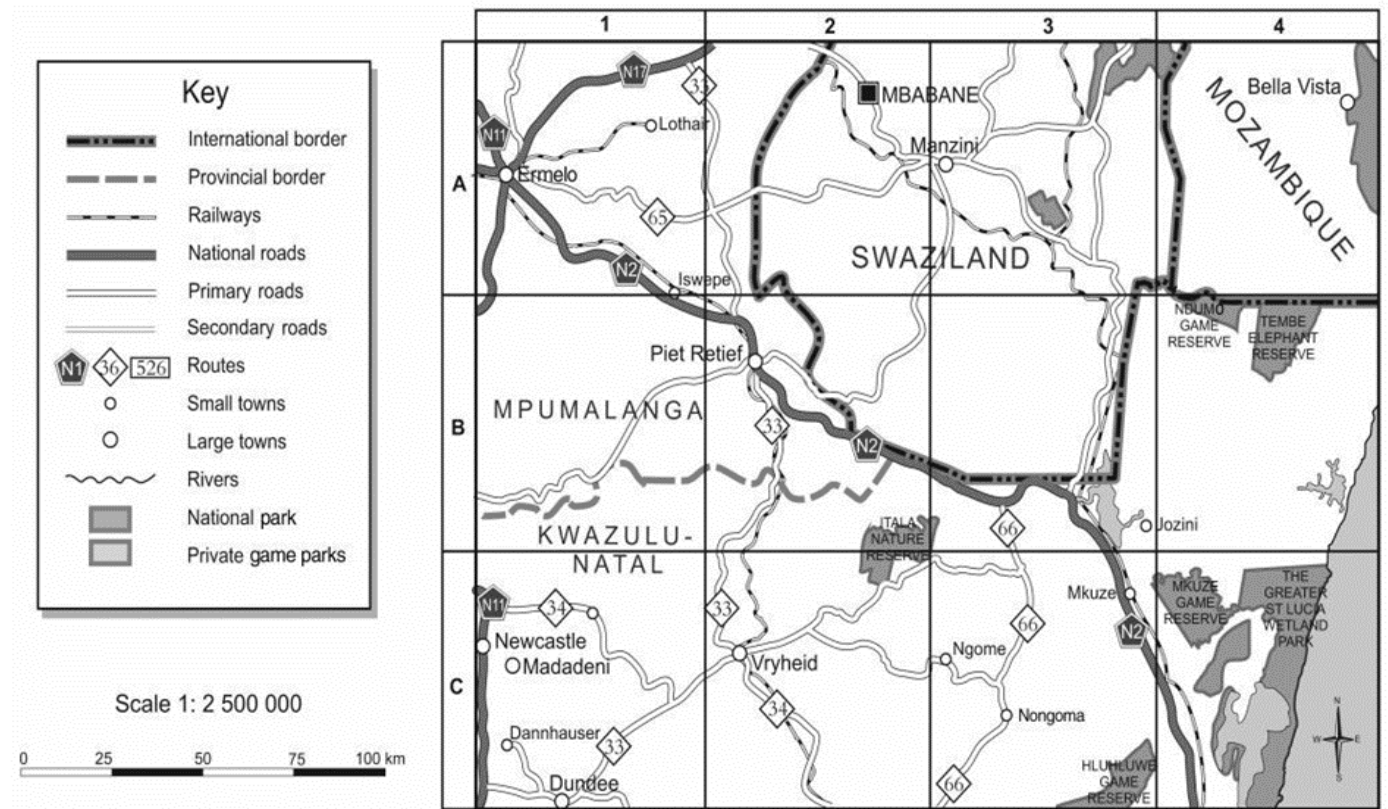 Key
International border
Provincial border
Railways
National roads
Primary roads
Secondary roads
N1 36 526 Routes
Small towns
Large towns
Rivers
National park
Private game parks
Scale 1: 2 500 000
0 25 50 75 100 km
1 2 3 4
A
B
C
N17
33
MBABANE
Bella Vista
MOZAMBIQUE
N11
Lothair
Manzini
Ermelo
65
SWAZILAND
N2
Iswepe
NDUMO
GAME
RESERVE
TEMBE
ELEPHANT
RESERVE
Piet Retief
MPUMALANGA
33
N2
KWAZULU-
NATAL
ITALA
NATURE
RESERVE
66
Jozini
N11
34
33
66
Mkuze
MKUZE
GAME
RESERVE
THE
GREATER
ST LUCIA
WETLAND
PARK
N2
Newcastle
Madadeni
Vryheid
Ngome
34
Nongoma
Dannhauser
33
Dundee
66
HLUHLUWE
GAME
RESERVE
N
W E
S